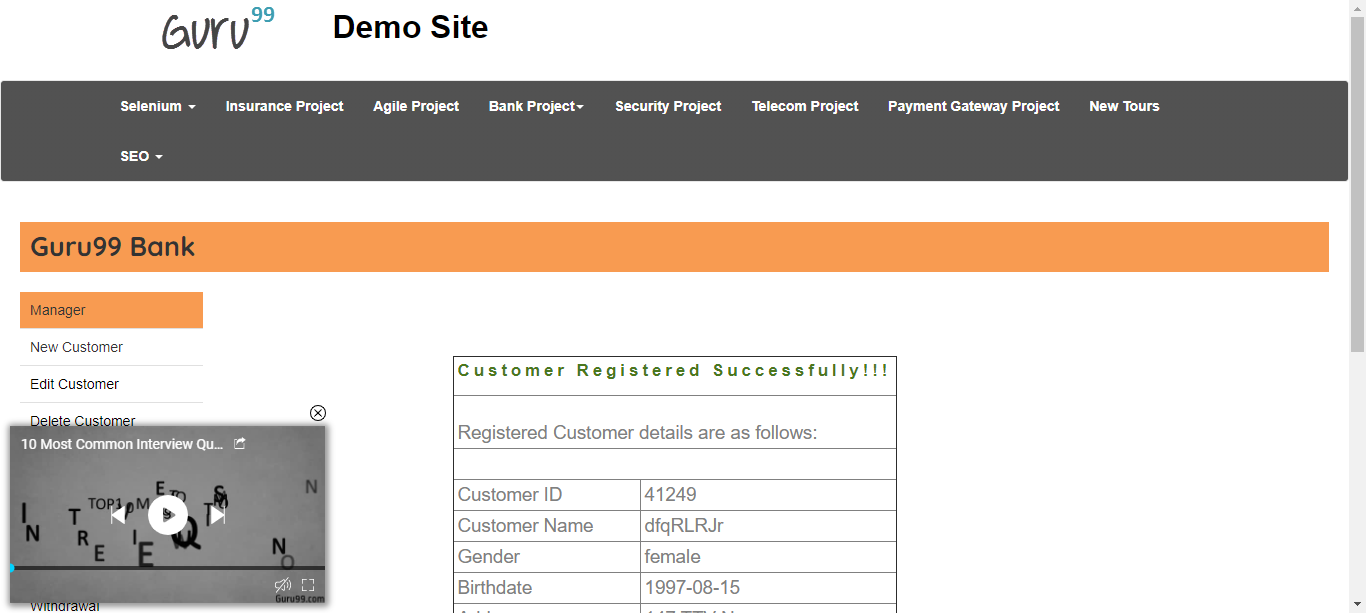 Guru99
Demo Site
Selenium Insurance Project Agile Project Bank Project Security Project Telecom Project Payment Gateway Project New Tours
SEO
Guru99 Bank
Manager
New Customer
Edit Customer
Delete Customer
10 Most Common Interview Qu...
TOP10
Guru99.com
Withdrawal
Customer Registered Successfully!!!
Registered Customer details are as follows:
Customer ID 41249
Customer Name dfqRLRJr
Gender female
Birthdate 1997-08-15